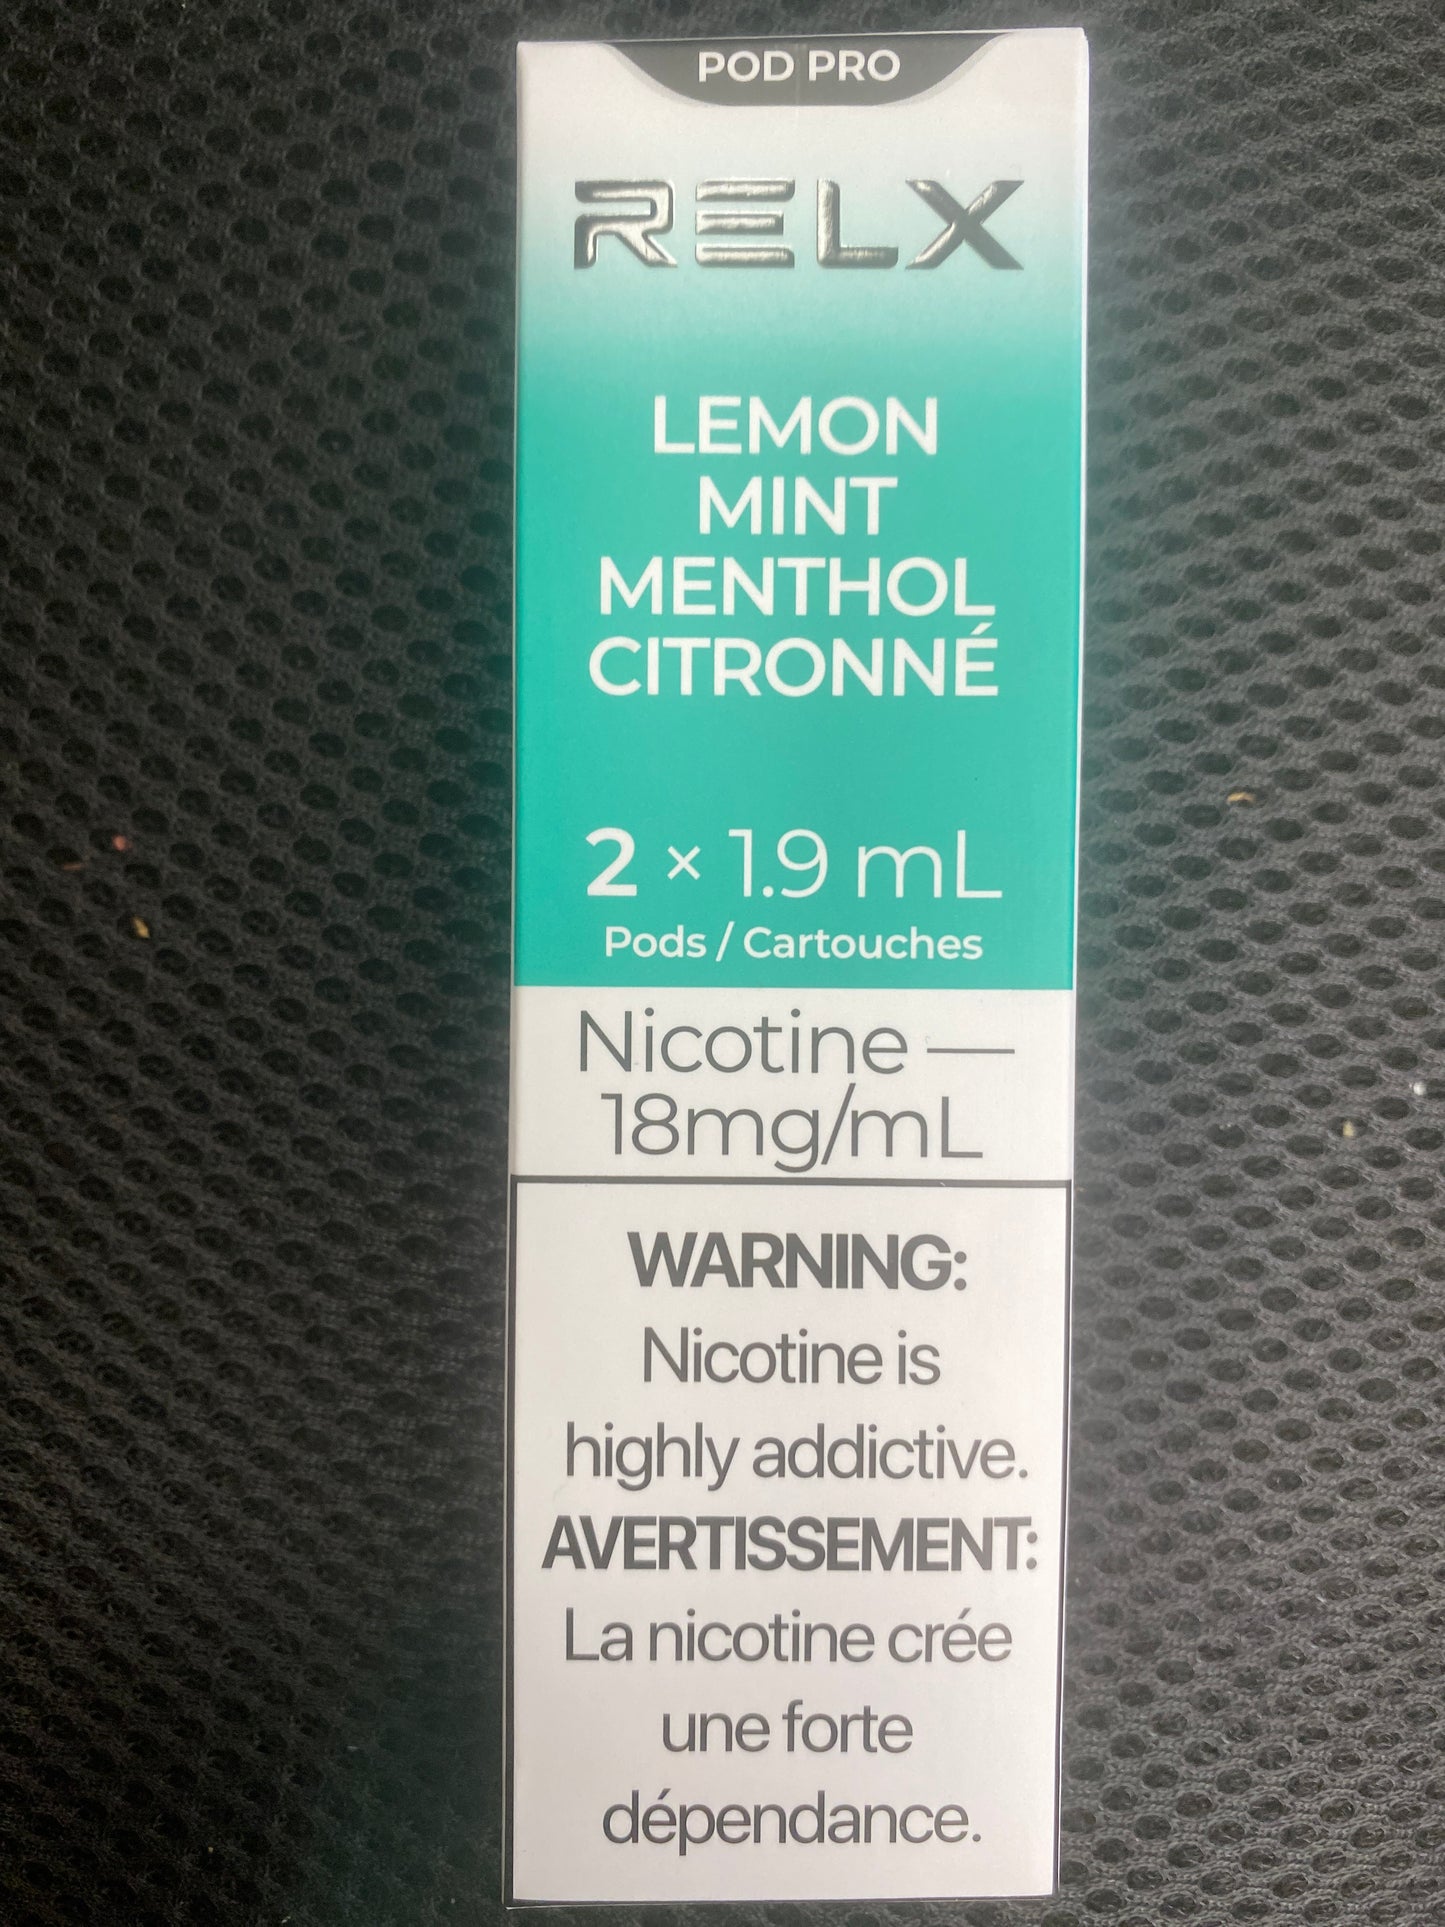 POD PRO
RELX
LEMON
MINT
MENTHOL
CITRONNÉ
2 × 1.9 mL
Pods / Cartouches
Nicotine —
18mg/mL
WARNING:
Nicotine is
highly addictive.
AVERTISSEMENT:
La nicotine crée
une forte
dépendance.